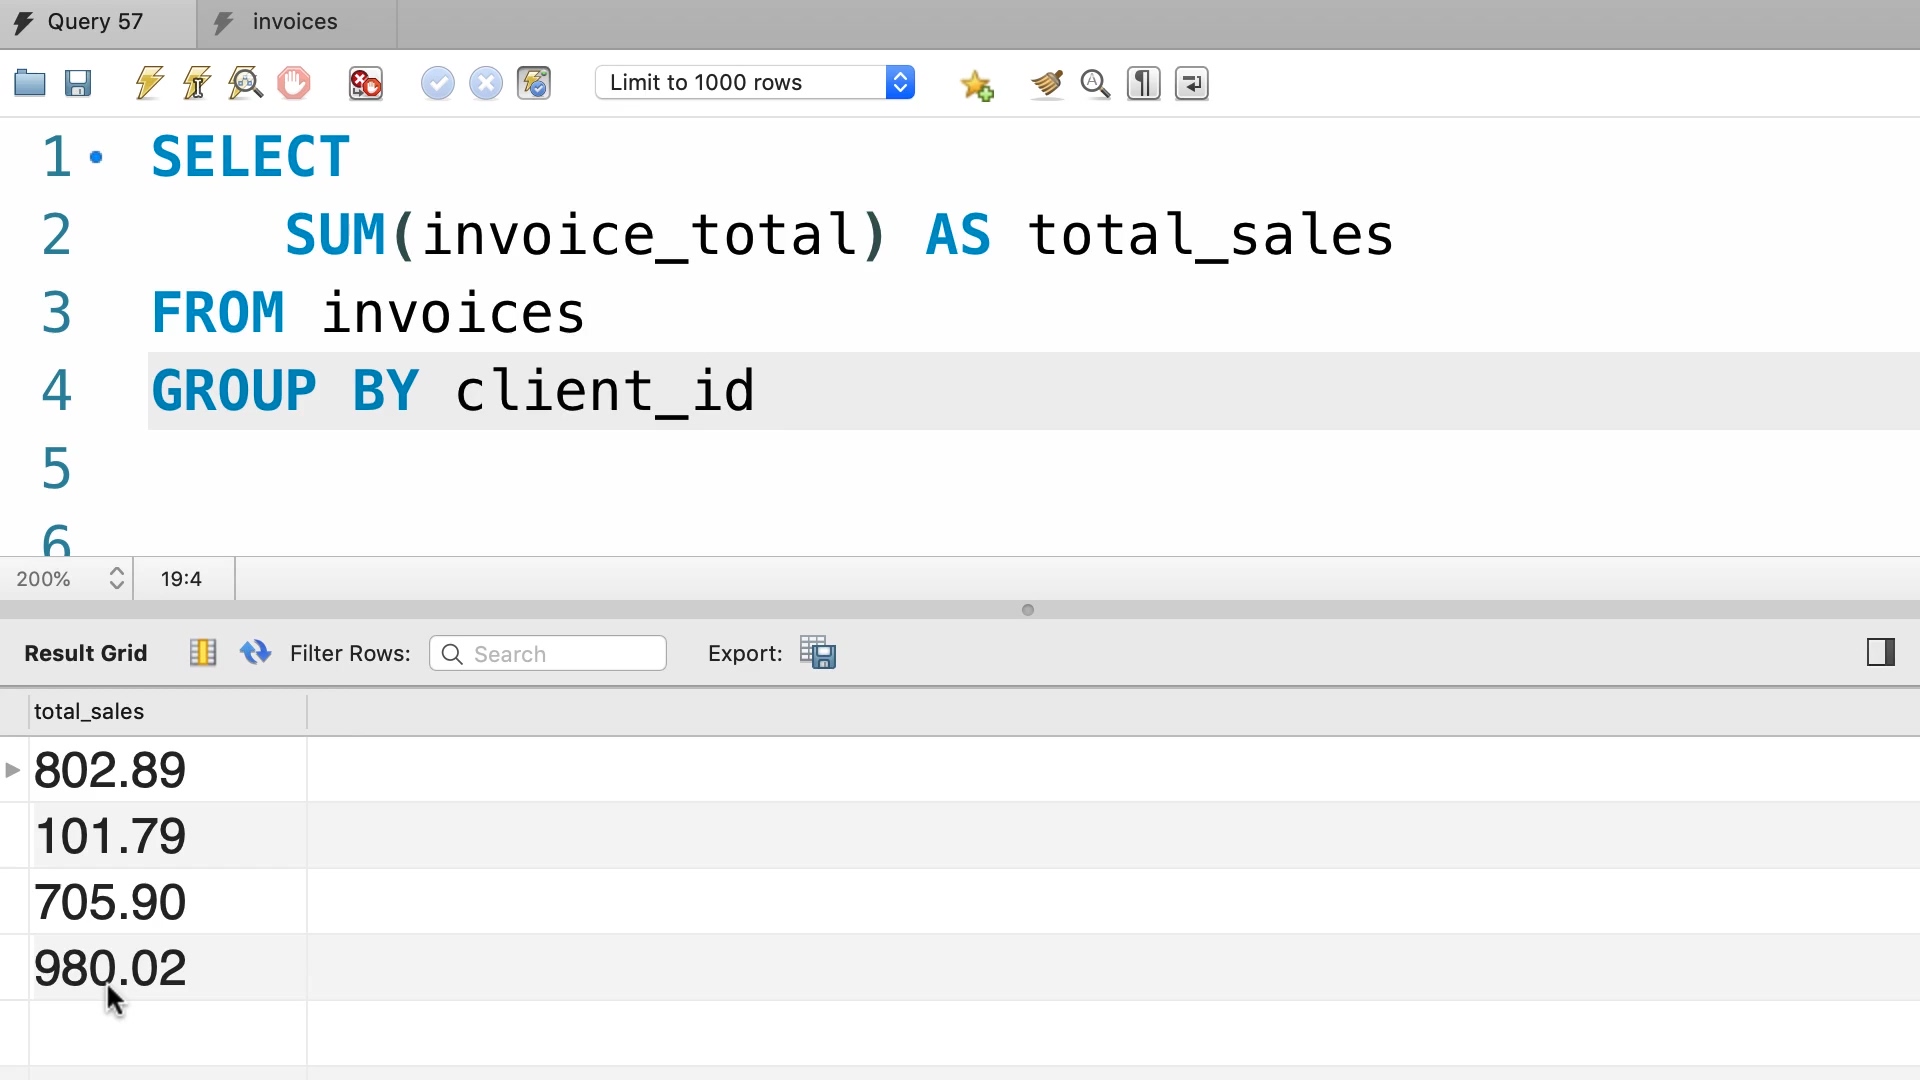 Query 57 invoices
Limit to 1000 rows
1 SELECT
2 SUM(invoice_total) AS total_sales
3 FROM invoices
4 GROUP BY client_id
5
6
200% 19:4
Result Grid Filter Rows: Search Export:
total_sales
802.89
101.79
705.90
980.02